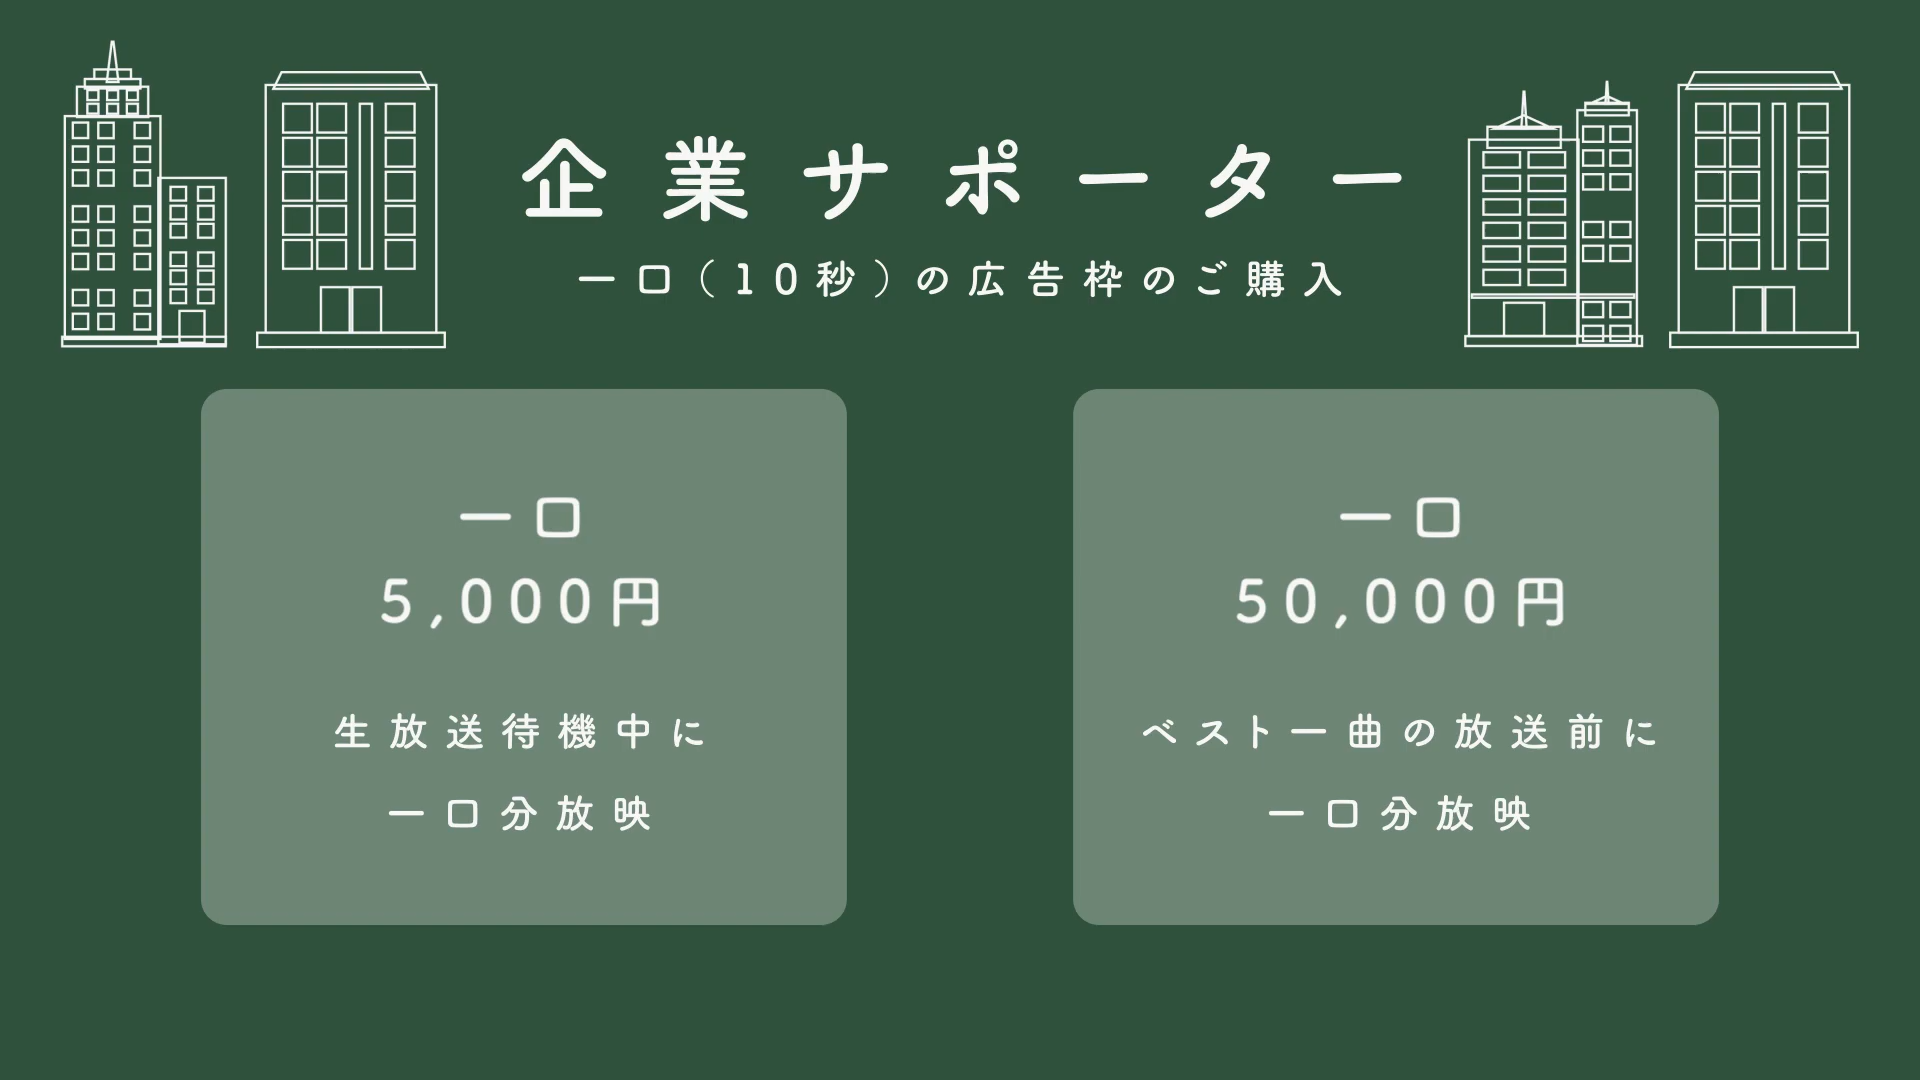 企業サポーター
一口（10秒）の広告枠のご購入
一口
5,000円
生放送待機中に
一口分放映
一口
50,000円
ベスト一曲の放送前に
一口分放映